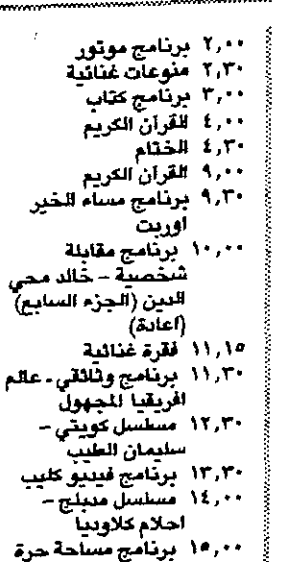 ٢,٠٠ برنامج موتور
٢,٣٠ منوعات غنائية
٣,٠٠ برنامج كتاب
٤,٠٠ القرآن الكريم
٤,٣٠ الختام
٩,٠٠ القرآن الكريم
٩,٣٠ برنامج مساء الخير
اوربت
١٠,٠٠ برنامج مقابلة
شخصية - خالد محي
الدين (الجزء السابع)
(اعادة)
١١,١٥ فقرة غنائية
١١,٣٠ برنامج وثائقي - عالم
افريقيا المجهول
١٢,٣٠ مسلسل كويتي -
سليمان الطيب
١٣,٣٠ برنامج فيديو كليب
١٤,٠٠ مسلسل مدبلج -
احلام كلاوديا
١٥,٠٠ برنامج مساحة حرة